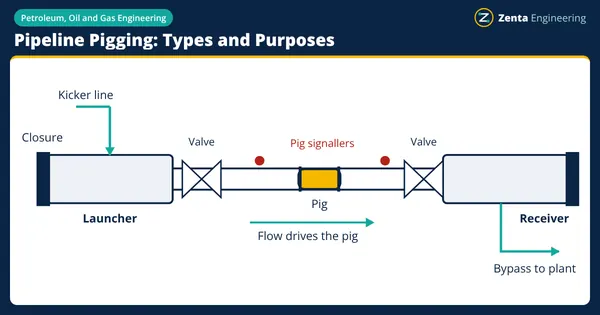 Petroleum, Oil and Gas Engineering
Zenta Engineering
Pipeline Pigging: Types and Purposes
Kicker line
Closure
Valve
Pig signallers
Valve
Launcher
Pig
Receiver
Flow drives the pig
Bypass to plant